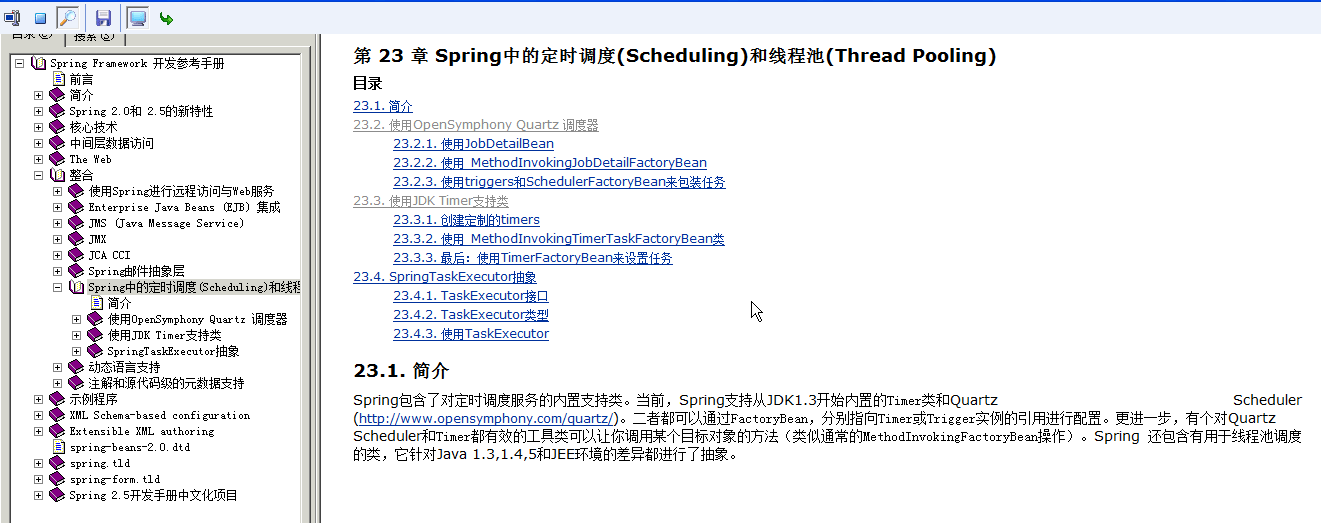 目录(C) 搜索(S)
Spring Framework 开发参考手册
前言
简介
Spring 2.0和 2.5的新特性
核心技术
中间层数据访问
The Web
整合
使用Spring进行远程访问与Web服务
Enterprise Java Beans (EJB) 集成
JMS (Java Message Service)
JMX
JCA CCI
Spring邮件抽象层
Spring中的定时调度(Scheduling)和线程
简介
使用OpenSymphony Quartz 调度器
使用JDK Timer支持类
SpringTaskExecutor抽象
动态语言支持
注解和源代码级的元数据支持
示例程序
XML Schema-based configuration
Extensible XML authoring
spring-beans-2.0.dtd
spring.tld
spring-form.tld
Spring 2.5开发手册中文化项目
第 23 章 Spring中的定时调度(Scheduling)和线程池(Thread Pooling)
目录
23.1. 简介
23.2. 使用OpenSymphony Quartz 调度器
23.2.1. 使用JobDetailBean
23.2.2. 使用 MethodInvokingJobDetailFactoryBean
23.2.3. 使用triggers和SchedulerFactoryBean来包装任务
23.3. 使用JDK Timer支持类
23.3.1. 创建定制的timers
23.3.2. 使用 MethodInvokingTimerTaskFactoryBean类
23.3.3. 最后：使用TimerFactoryBean来设置任务
23.4. SpringTaskExecutor抽象
23.4.1. TaskExecutor接口
23.4.2. TaskExecutor类型
23.4.3. 使用TaskExecutor
23.1. 简介
Spring包含了对定时调度服务的内置支持类。当前，Spring支持从JDK1.3开始内置的Timer类和Quartz Scheduler
(http://www.opensymphony.com/quartz/)。二者都可以通过FactoryBean，分别指向Timer或Trigger实例的引用进行配置。更进一步，有个对Quartz
Scheduler和Timer都有效的工具类可以让你调用某个目标对象的方法（类似通常的MethodInvokingFactoryBean操作）。Spring 还包含有用于线程池调度
的类，它针对Java 1.3,1.4,5和JEE环境的差异都进行了抽象。